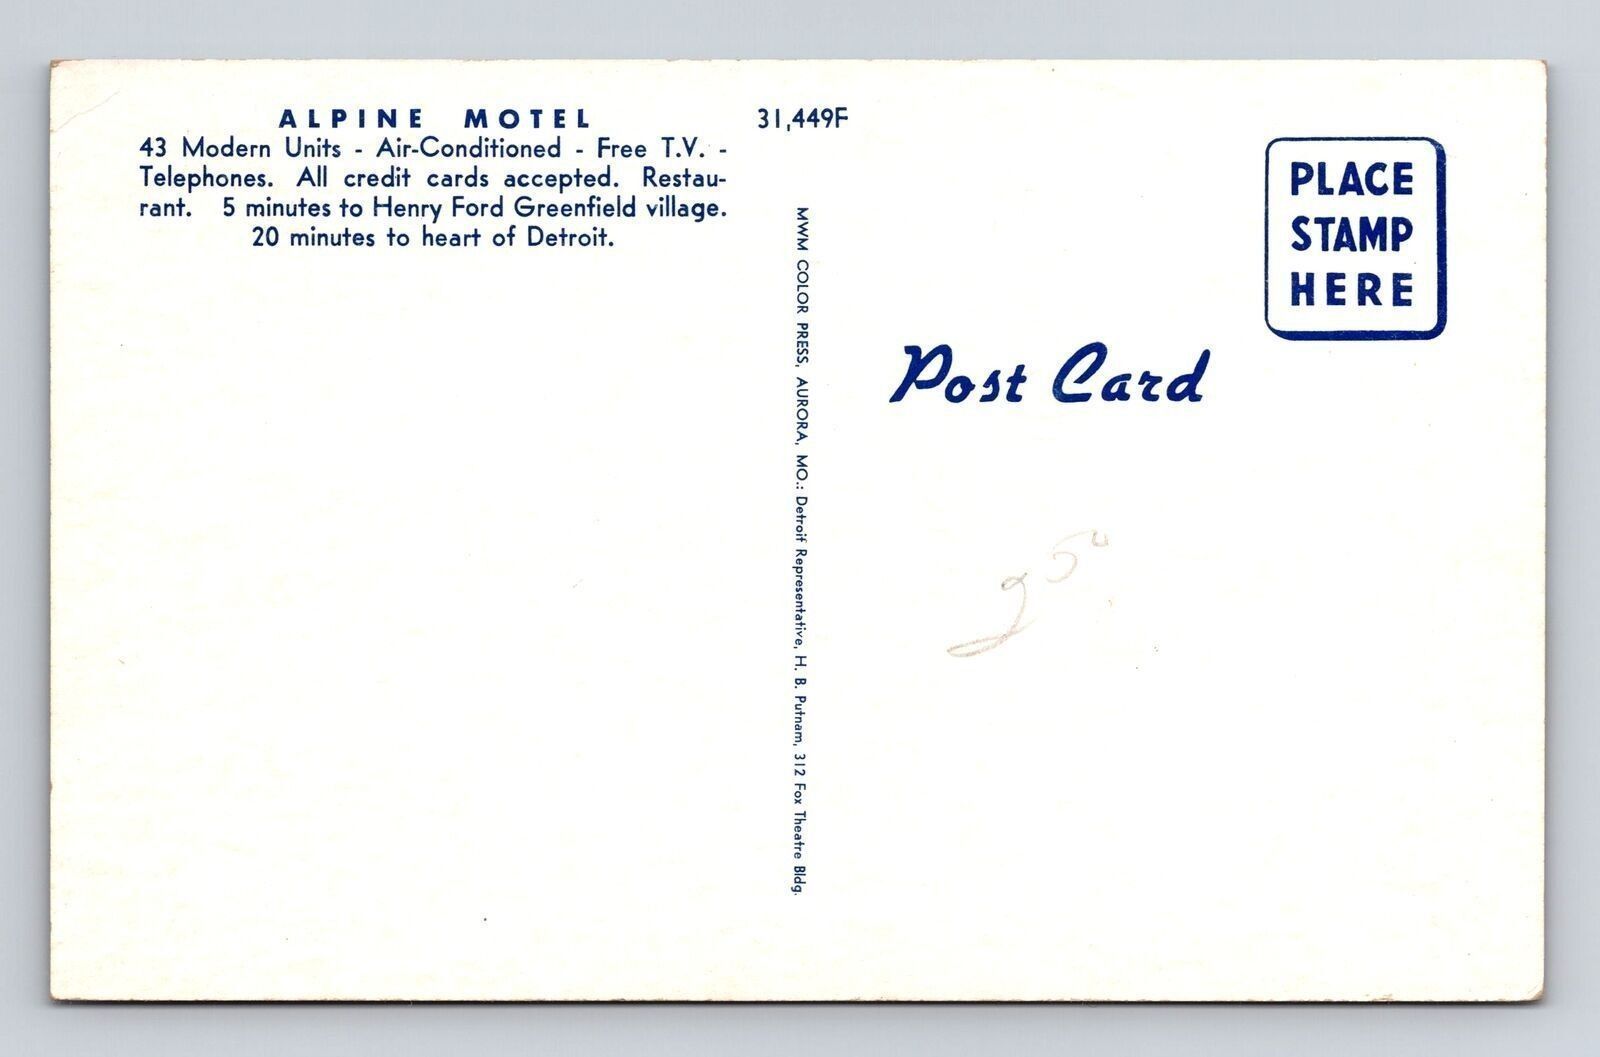 ALPINE MOTEL
43 Modern Units - Air-Conditioned - Free T.V. -
Telephones. All credit cards accepted. Restau-
rant. 5 minutes to Henry Ford Greenfield village.
20 minutes to heart of Detroit.
31,449F
MWM COLOR PRESS, AURORA, MO.: Detroit Representative, H. B. Putnam, 312 Fox Theatre Bldg.
PLACE
STAMP
HERE
Post Card